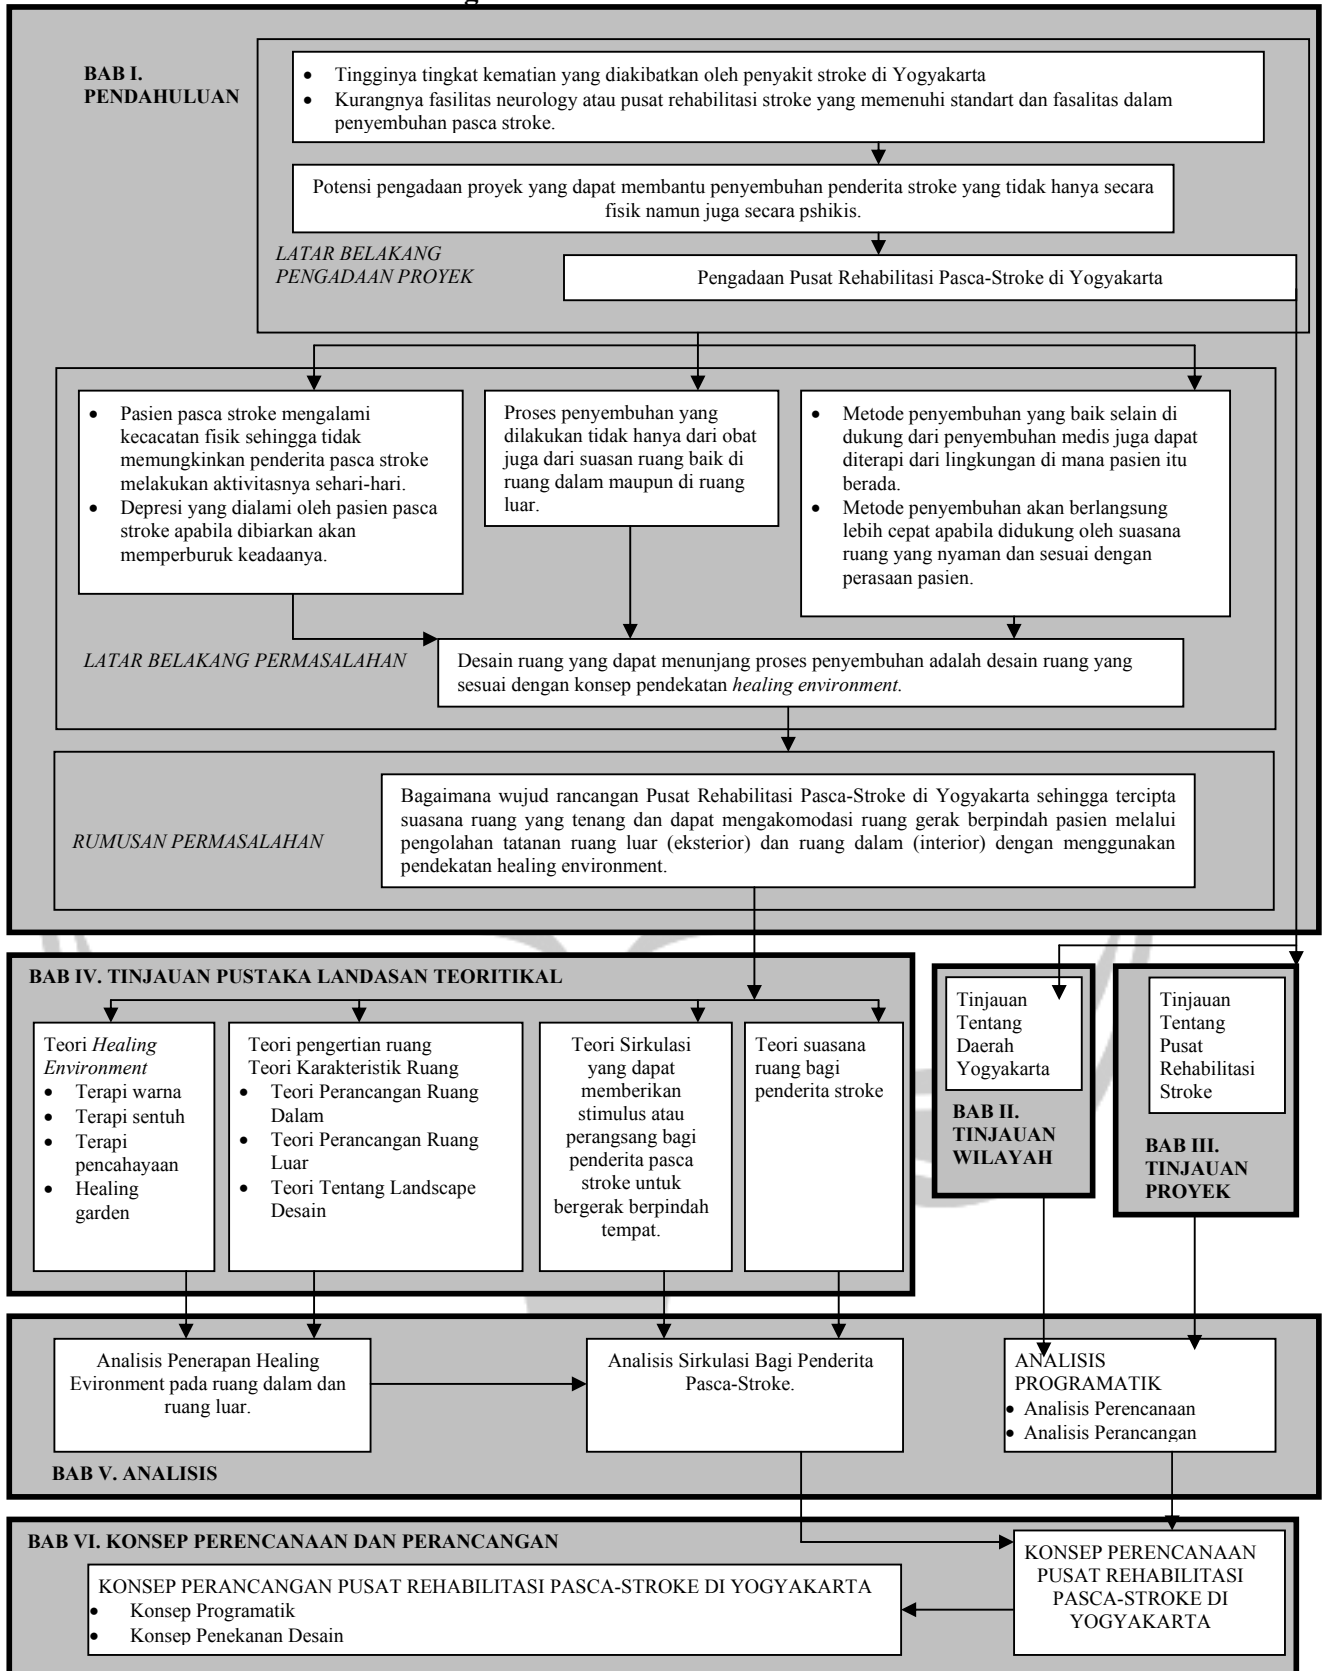 BAB I.
PENDAHULUAN
• Tingginya tingkat kematian yang diakibatkan oleh penyakit stroke di Yogyakarta
• Kurangnya fasilitas neurology atau pusat rehabilitasi stroke yang memenuhi standart dan fasalitas dalam
penyembuhan pasca stroke.
Potensi pengadaan proyek yang dapat membantu penyembuhan penderita stroke yang tidak hanya secara
fisik namun juga secara pshikis.
LATAR BELAKANG
PENGADAAN PROYEK
Pengadaan Pusat Rehabilitasi Pasca-Stroke di Yogyakarta
• Pasien pasca stroke mengalami
kecacatan fisik sehingga tidak
memungkinkan penderita pasca stroke
melakukan aktivitasnya sehari-hari.
• Depresi yang dialami oleh pasien pasca
stroke apabila dibiarkan akan
memperburuk keadaanya.
Proses penyembuhan yang
dilakukan tidak hanya dari obat
juga dari suasan ruang baik di
ruang dalam maupun di ruang
luar.
• Metode penyembuhan yang baik selain di
dukung dari penyembuhan medis juga dapat
diterapi dari lingkungan di mana pasien itu
berada.
• Metode penyembuhan akan berlangsung
lebih cepat apabila didukung oleh suasana
ruang yang nyaman dan sesuai dengan
perasaan pasien.
LATAR BELAKANG PERMASALAHAN
Desain ruang yang dapat menunjang proses penyembuhan adalah desain ruang yang
sesuai dengan konsep pendekatan healing environment.
RUMUSAN PERMASALAHAN
Bagaimana wujud rancangan Pusat Rehabilitasi Pasca-Stroke di Yogyakarta sehingga tercipta
suasana ruang yang tenang dan dapat mengakomodasi ruang gerak berpindah pasien melalui
pengolahan tatanan ruang luar (eksterior) dan ruang dalam (interior) dengan menggunakan
pendekatan healing environment.
BAB IV. TINJAUAN PUSTAKA LANDASAN TEORITIKAL
Teori Healing
Environment
• Terapi warna
• Terapi sentuh
• Terapi
pencahayaan
• Healing
garden
Teori pengertian ruang
Teori Karakteristik Ruang
• Teori Perancangan Ruang
Dalam
• Teori Perancangan Ruang
Luar
• Teori Tentang Landscape
Desain
Teori Sirkulasi
yang dapat
memberikan
stimulus atau
perangsang bagi
penderita pasca
stroke untuk
bergerak berpindah
tempat.
Teori suasana
ruang bagi
penderita stroke
Tinjauan
Tentang
Daerah
Yogyakarta
BAB II.
TINJAUAN
WILAYAH
Tinjauan
Tentang
Pusat
Rehabilitasi
Stroke
BAB III.
TINJAUAN
PROYEK
Analisis Penerapan Healing
Evironment pada ruang dalam dan
ruang luar.
Analisis Sirkulasi Bagi Penderita
Pasca-Stroke.
ANALISIS
PROGRAMATIK
• Analisis Perencanaan
• Analisis Perancangan
BAB V. ANALISIS
BAB VI. KONSEP PERENCANAAN DAN PERANCANGAN
KONSEP PERANCANGAN PUSAT REHABILITASI PASCA-STROKE DI YOGYAKARTA
• Konsep Programatik
• Konsep Penekanan Desain
KONSEP PERENCANAAN
PUSAT REHABILITASI
PASCA-STROKE DI
YOGYAKARTA